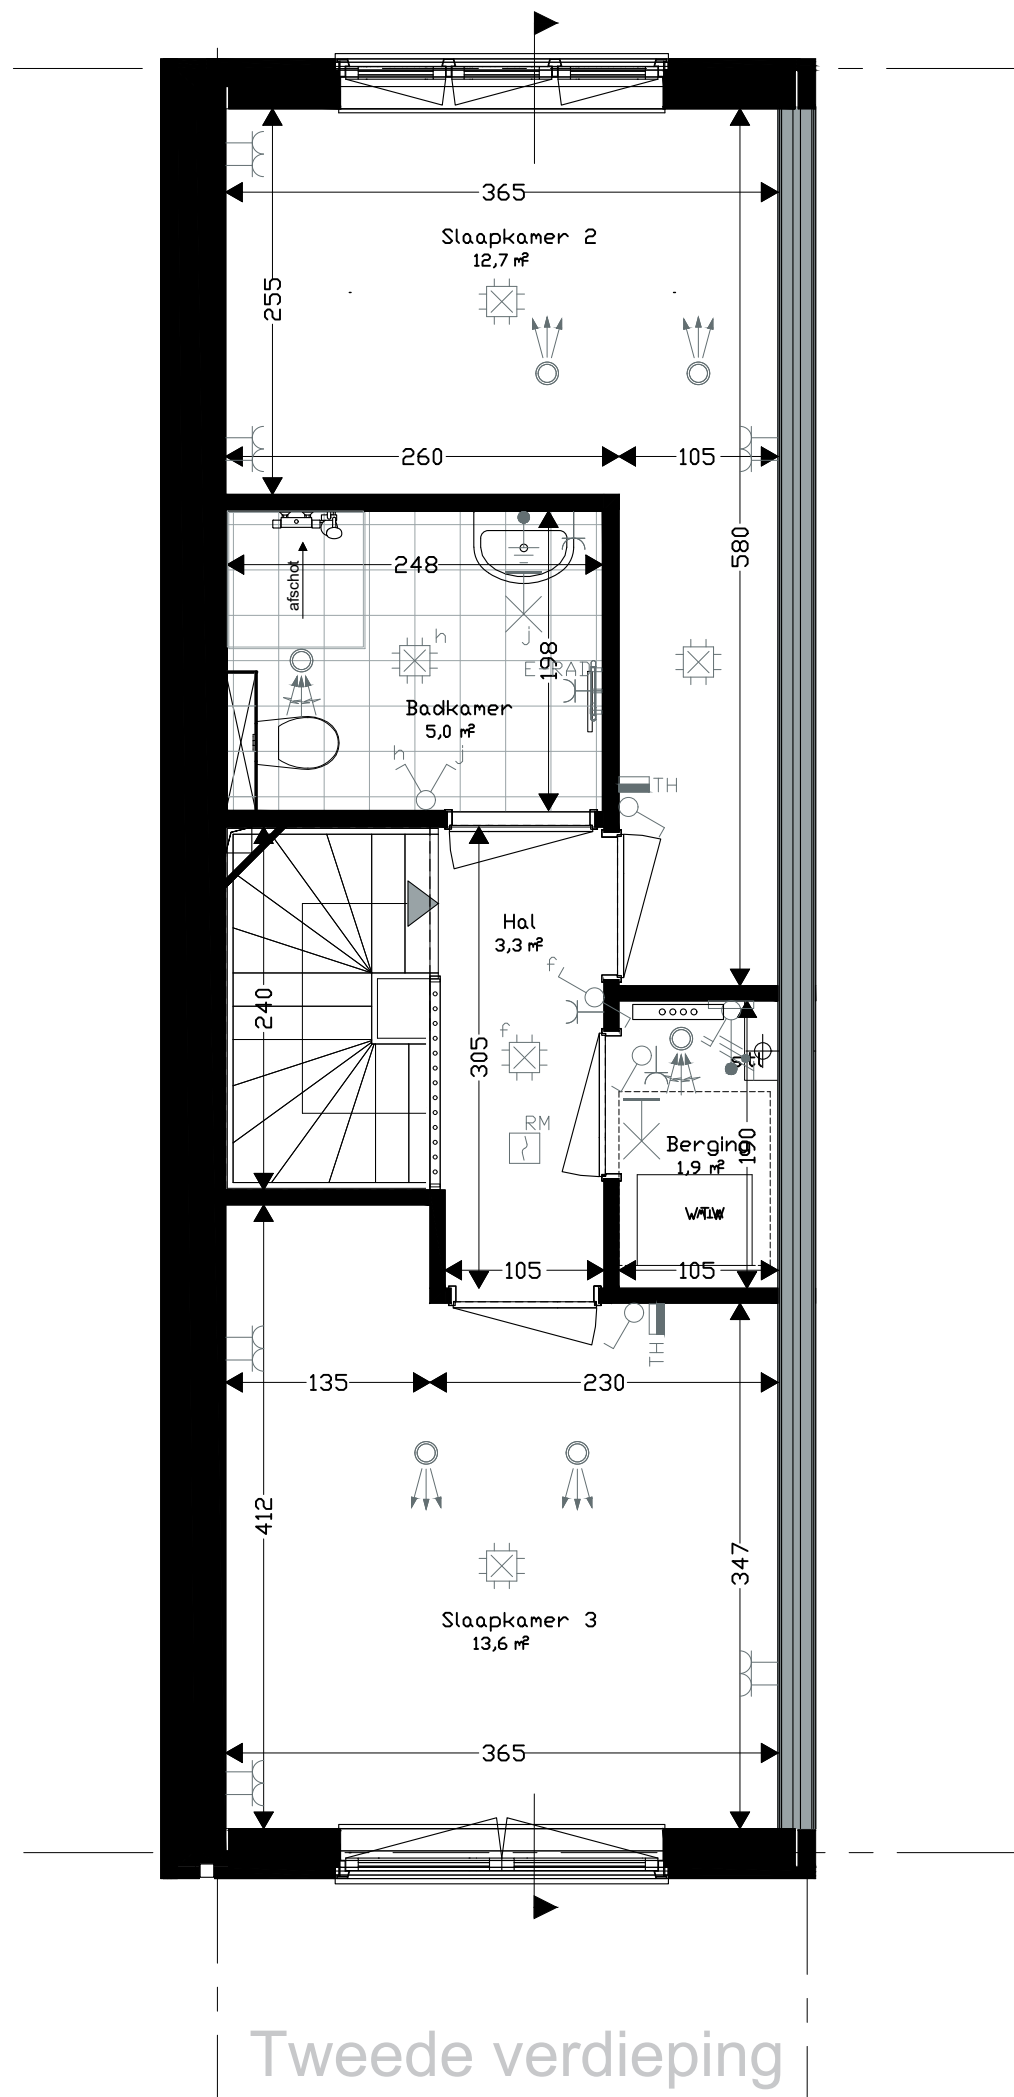 365
Slaapkamer 2
12,7 m²
255
260
105
580
248
afschot
h
j
198
E-RAD
Badkamer
5,0 m²
h
j
TH
Hal
3,3 m²
f
240
305
f
RM
190
Berging
1,9 m²
105
105
TH
135
230
412
347
Slaapkamer 3
13,6 m²
365
Tweede verdieping